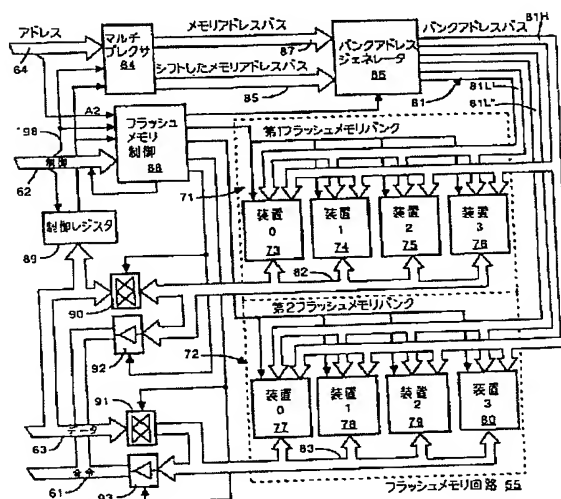 アドレス
64
マルチ
プレクサ
84
メモリアドレスバス
87
シフトしたメモリアドレスバス
85
バンクアドレス
ジェネレータ
86
バンクアドレスバス
81H
81
81L
81L'
A2
フラッシュ
メモリ
制御
88
98
制御
62
制御レジスタ
89
第1フラッシュメモリバンク
71
装置
0
73
装置
1
74
装置
2
75
装置
3
76
82
90
92
第2フラッシュメモリバンク
72
装置
0
77
装置
1
78
装置
2
79
装置
3
80
83
91
データ
63
命令
61
93
フラッシュメモリ回路 55